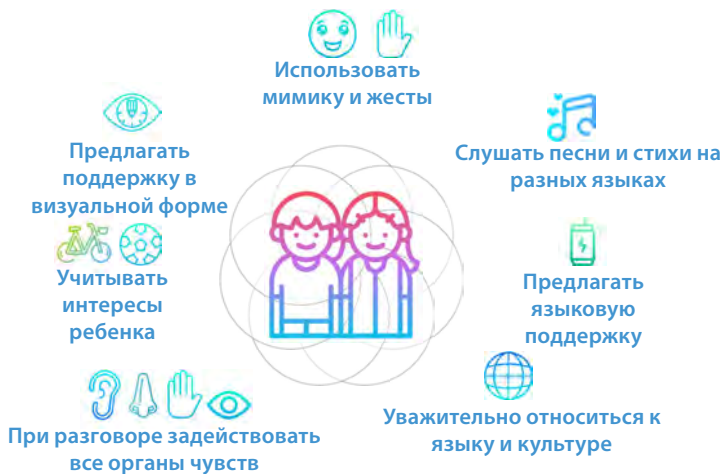 Использовать
мимику и жесты
Предлагать
поддержку в
визуальной форме
Слушать песни и стихи на
разных языках
Учитывать
интересы
ребенка
Предлагать
языковую
поддержку
При разговоре задействовать
все органы чувств
Уважительно относиться к
языку и культуре